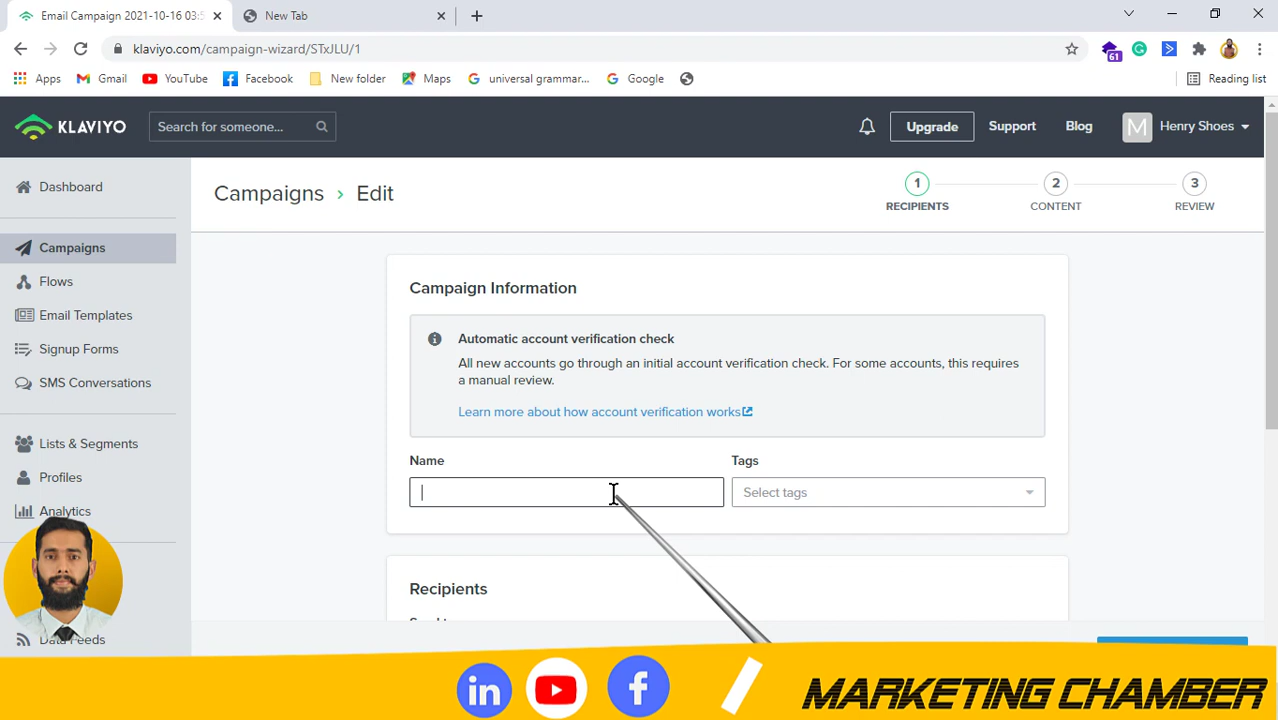 Email Campaign 2021-10-16 03:5
New Tab
klaviyo.com/campaign-wizard/STxJLU/1
61
Apps
Gmail
YouTube
Facebook
New folder
Maps
universal grammar...
Google
Reading list
KLAVIYO
Search for someone...
Upgrade
Support
Blog
M
Henry Shoes
Dashboard
Campaigns
Flows
Email Templates
Signup Forms
SMS Conversations
Lists & Segments
Profiles
Analytics
Data Feeds
Campaigns › Edit
1
RECIPIENTS
2
CONTENT
3
REVIEW
Campaign Information
Automatic account verification check
All new accounts go through an initial account verification check. For some accounts, this requires
a manual review.
Learn more about how account verification works
Name
Tags
Select tags
Recipients
in
f
MARKETING CHAMBER